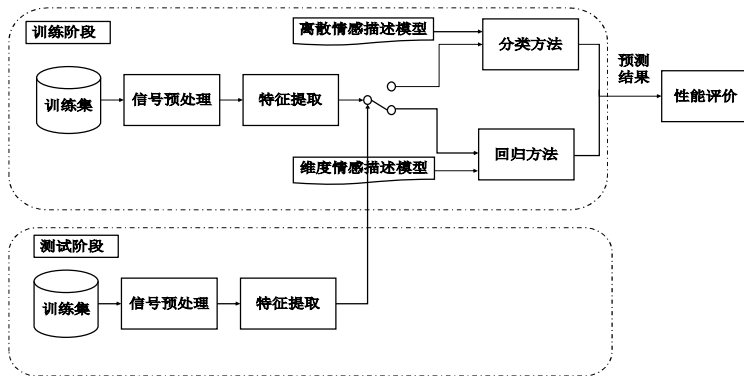 训练阶段
离散情感描述模型
分类方法
训练集
信号预处理
特征提取
预测
结果
性能评价
回归方法
维度情感描述模型
测试阶段
训练集
信号预处理
特征提取